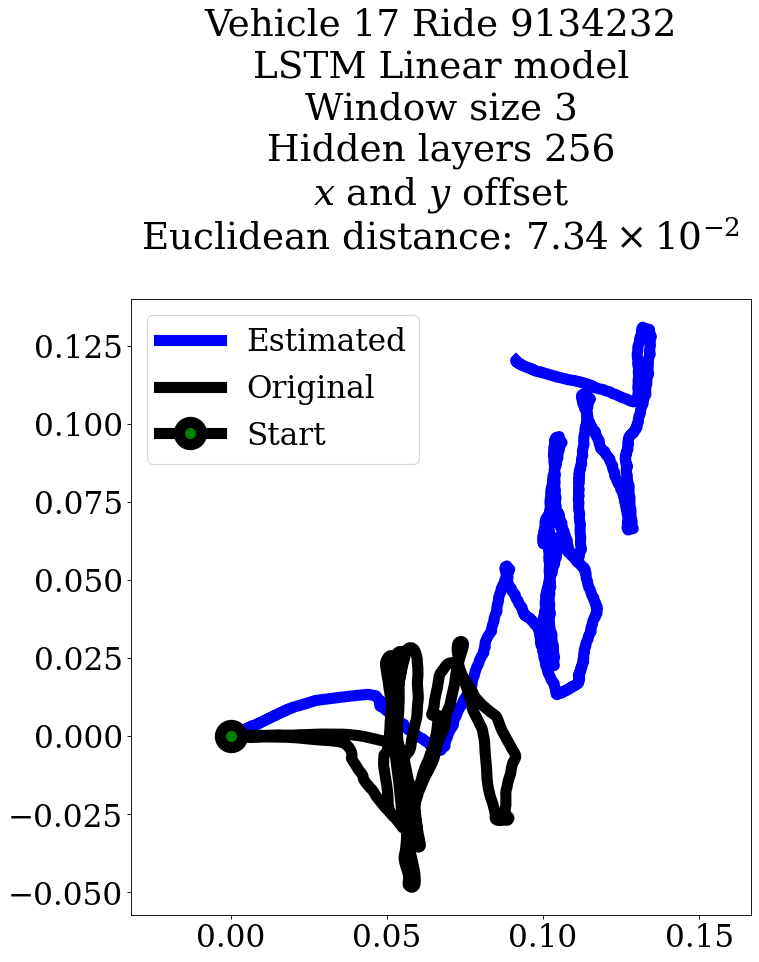 Vehicle 17 Ride 9134232
LSTM Linear model
Window size 3
Hidden layers 256
x and y offset
Euclidean distance: 7.34 × 10⁻²
Estimated
Original
Start
0.125
0.100
0.075
0.050
0.025
0.000
−0.025
−0.050
0.00 0.05 0.10 0.15